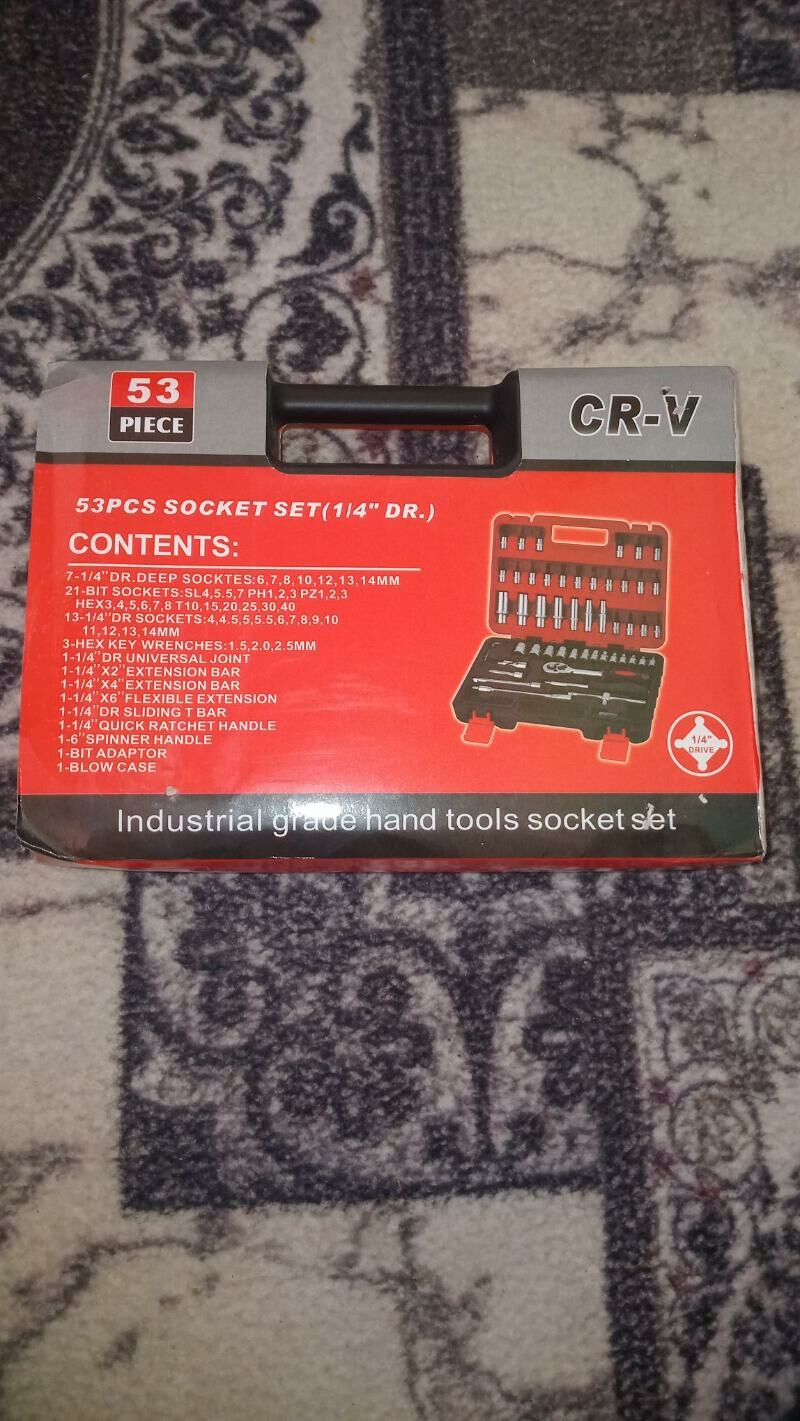 53
PIECE
CR-V
53PCS SOCKET SET(1/4" DR.)
CONTENTS:
7-1/4"DR.DEEP SOCKTES:6,7,8,10,12,13,14MM
21-BIT SOCKETS:SL4,5.5,7 PH1,2,3 PZ1,2,3
HEX3,4,5,6,7,8 T10,15,20,25,30,40
13-1/4"DR SOCKETS:4,4.5,5,5.5,6,7,8,9,10
11,12,13,14MM
3-HEX KEY WRENCHES:1.5,2.0,2.5MM
1-1/4"DR UNIVERSAL JOINT
1-1/4"X2"EXTENSION BAR
1-1/4"X4"EXTENSION BAR
1-1/4"X6"FLEXIBLE EXTENSION
1-1/4"DR SLIDING T BAR
1-1/4"QUICK RATCHET HANDLE
1-6"SPINNER HANDLE
1-BIT ADAPTOR
1-BLOW CASE
1/4"
DRIVE
Industrial grade hand tools socket set